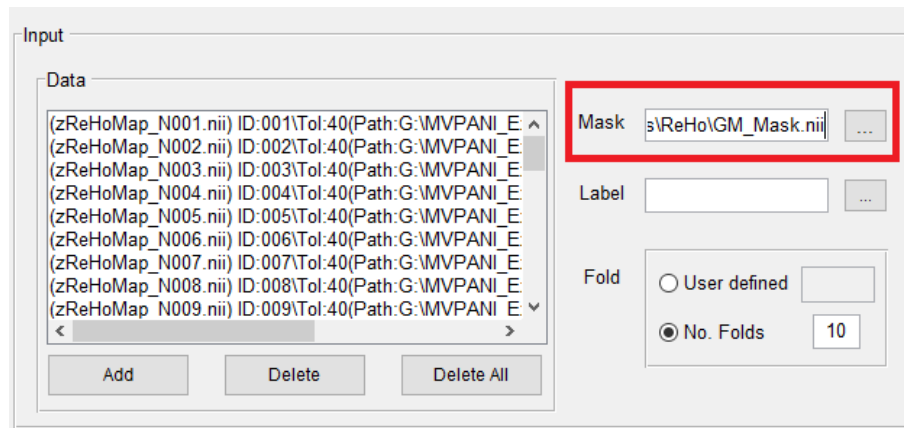 Input
Data
(zReHoMap_N001.nii) ID:001\Tol:40(Path:G:\MVPANI_E:
(zReHoMap_N002.nii) ID:002\Tol:40(Path:G:\MVPANI_E:
(zReHoMap_N003.nii) ID:003\Tol:40(Path:G:\MVPANI_E:
(zReHoMap_N004.nii) ID:004\Tol:40(Path:G:\MVPANI_E:
(zReHoMap_N005.nii) ID:005\Tol:40(Path:G:\MVPANI_E:
(zReHoMap_N006.nii) ID:006\Tol:40(Path:G:\MVPANI_E:
(zReHoMap_N007.nii) ID:007\Tol:40(Path:G:\MVPANI_E:
(zReHoMap_N008.nii) ID:008\Tol:40(Path:G:\MVPANI_E:
(zReHoMap_N009.nii) ID:009\Tol:40(Path:G:\MVPANI_E:
Add Delete Delete All
Mask s\ReHo\GM_Mask.nii ...
Label ...
Fold
User defined
No. Folds 10